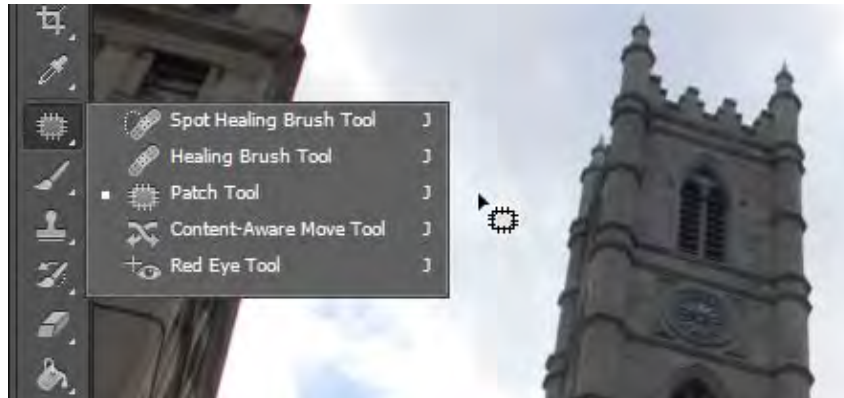 Spot Healing Brush Tool J
Healing Brush Tool J
Patch Tool J
Content-Aware Move Tool J
Red Eye Tool J